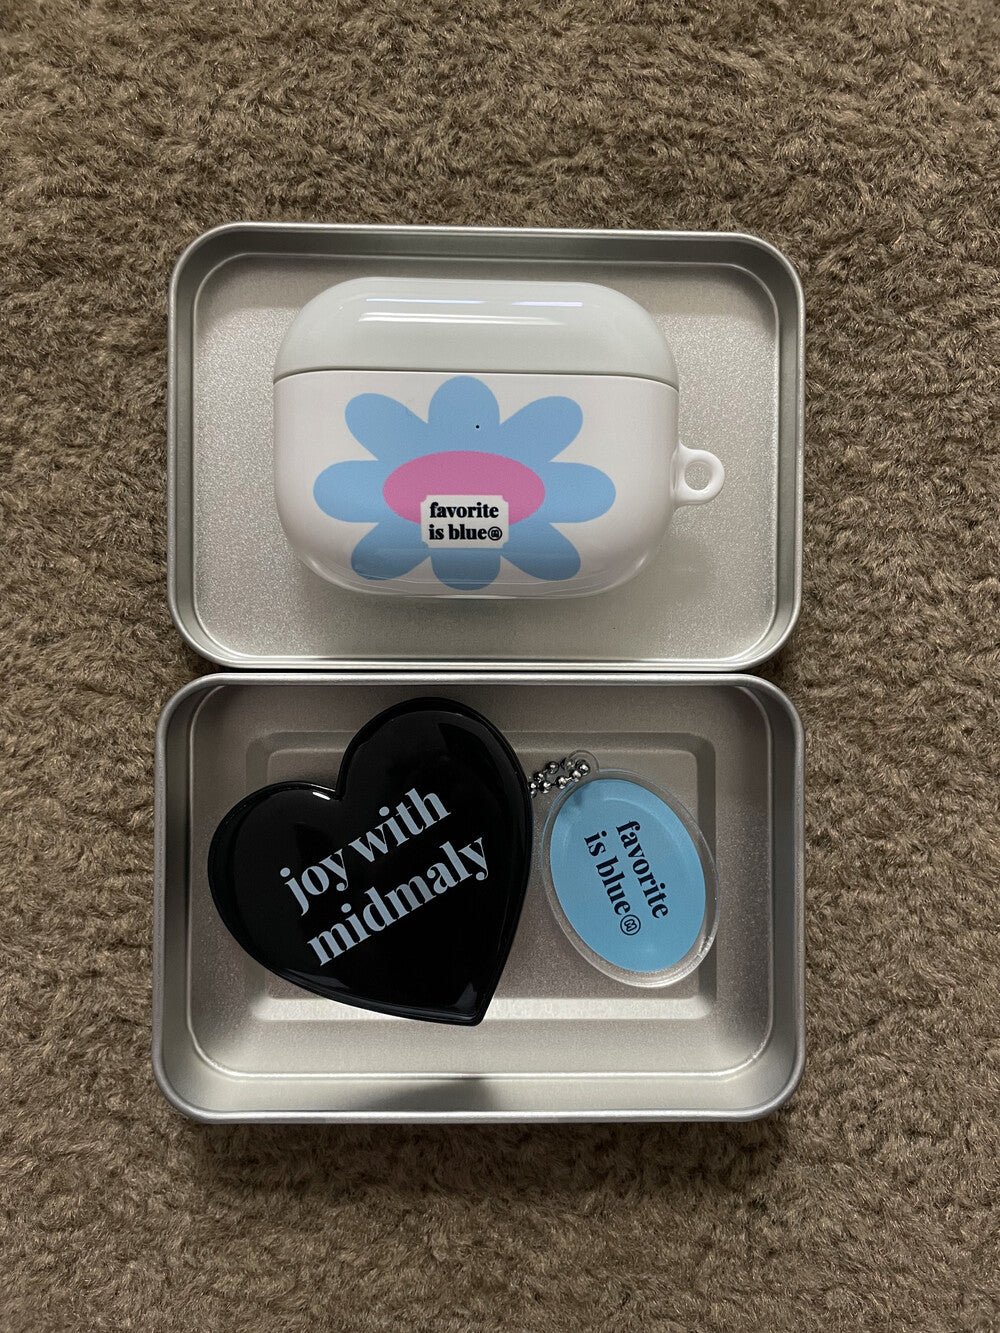 favorite
is blue
joy with
midmaly
favorite
is blue